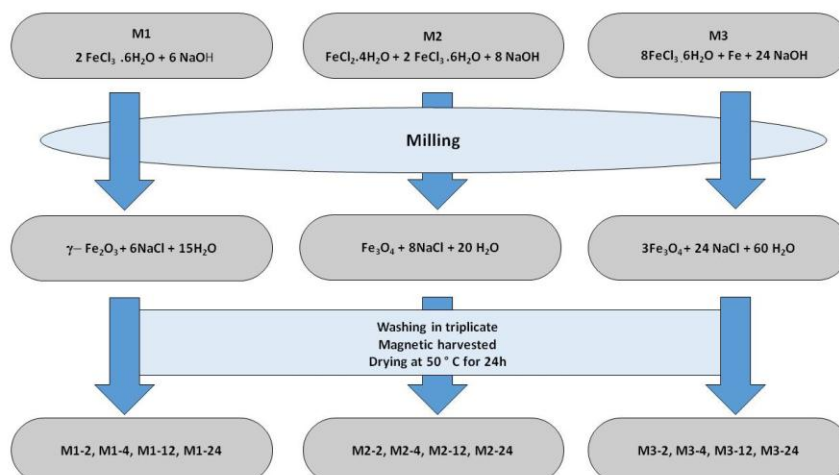 M1
2 FeCl₃ .6H₂O + 6 NaOH
M2
FeCl₂.4H₂O + 2 FeCl₃.6H₂O + 8 NaOH
M3
8FeCl₃.6H₂O + Fe + 24 NaOH
Milling
γ– Fe₂O₃ + 6NaCl + 15H₂O
Fe₃O₄ + 8NaCl + 20 H₂O
3Fe₃O₄ + 24 NaCl + 60 H₂O
Washing in triplicate
Magnetic harvested
Drying at 50 ° C for 24h
M1-2, M1-4, M1-12, M1-24
M2-2, M2-4, M2-12, M2-24
M3-2, M3-4, M3-12, M3-24